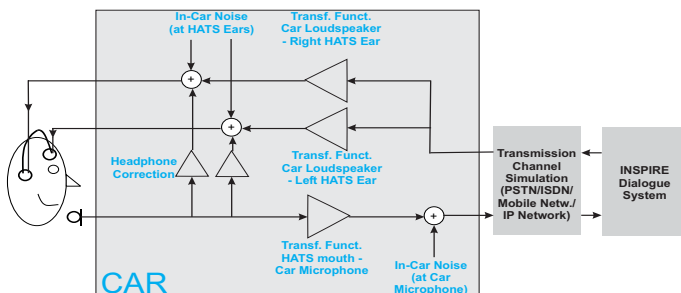 In-Car Noise
(at HATS Ears)
Transf. Funct.
Car Loudspeaker
- Right HATS Ear
+
+
Headphone
Correction
Transf. Funct.
Car Loudspeaker
- Left HATS Ear
Transmission
Channel
Simulation
(PSTN/ISDN/
Mobile Netw./
IP Network)
INSPIRE
Dialogue
System
+
Transf. Funct.
HATS mouth -
Car Microphone
In-Car Noise
(at Car
Microphone)
CAR